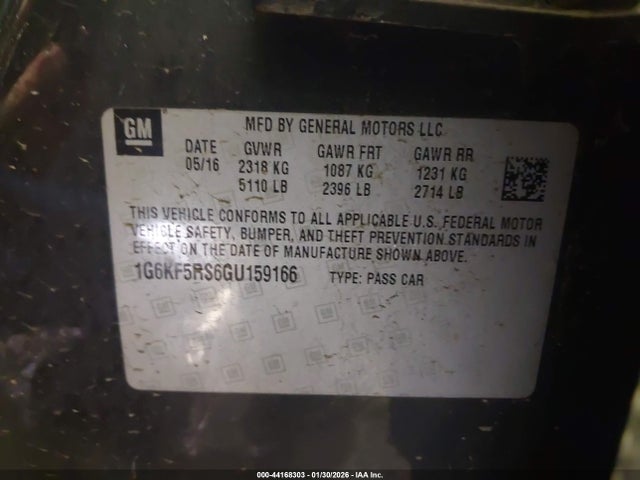 GM
MFD BY GENERAL MOTORS LLC
DATE GVWR GAWR FRT GAWR RR
05/16 2318 KG 1087 KG 1231 KG
5110 LB 2396 LB 2714 LB
THIS VEHICLE CONFORMS TO ALL APPLICABLE U.S. FEDERAL MOTOR
VEHICLE SAFETY, BUMPER, AND THEFT PREVENTION STANDARDS IN
EFFECT ON THE DATE OF MANUFACTURE SHOWN ABOVE.
1G6KF5RS6GU159166 TYPE: PASS CAR
000-44168303 - 01/30/2026 - IAA Inc.